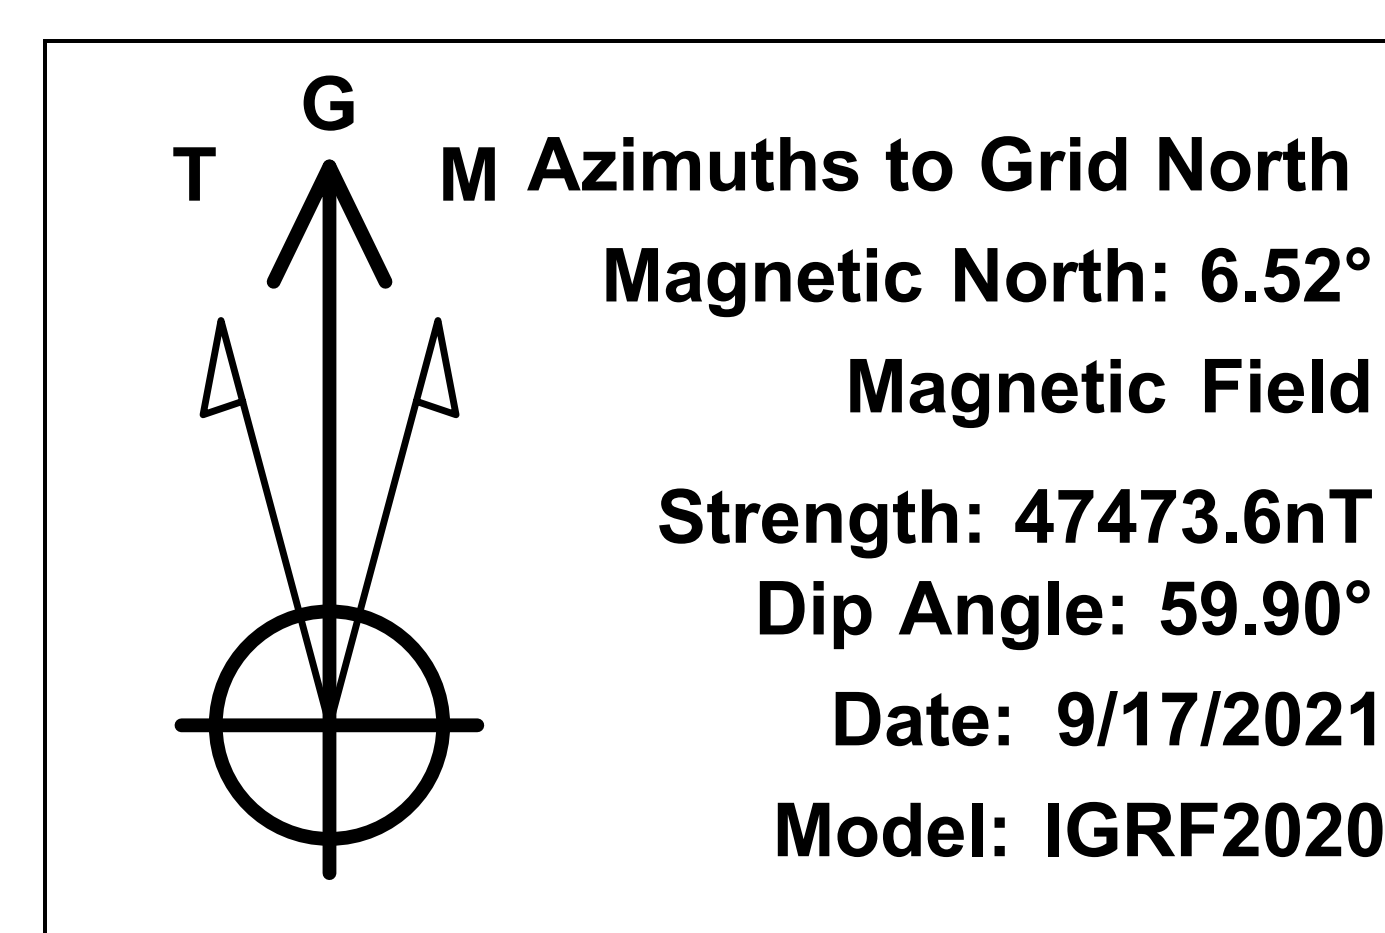 G
T
M
Azimuths to Grid North
Magnetic North: 6.52°
Magnetic Field
Strength: 47473.6nT
Dip Angle: 59.90°
Date: 9/17/2021
Model: IGRF2020